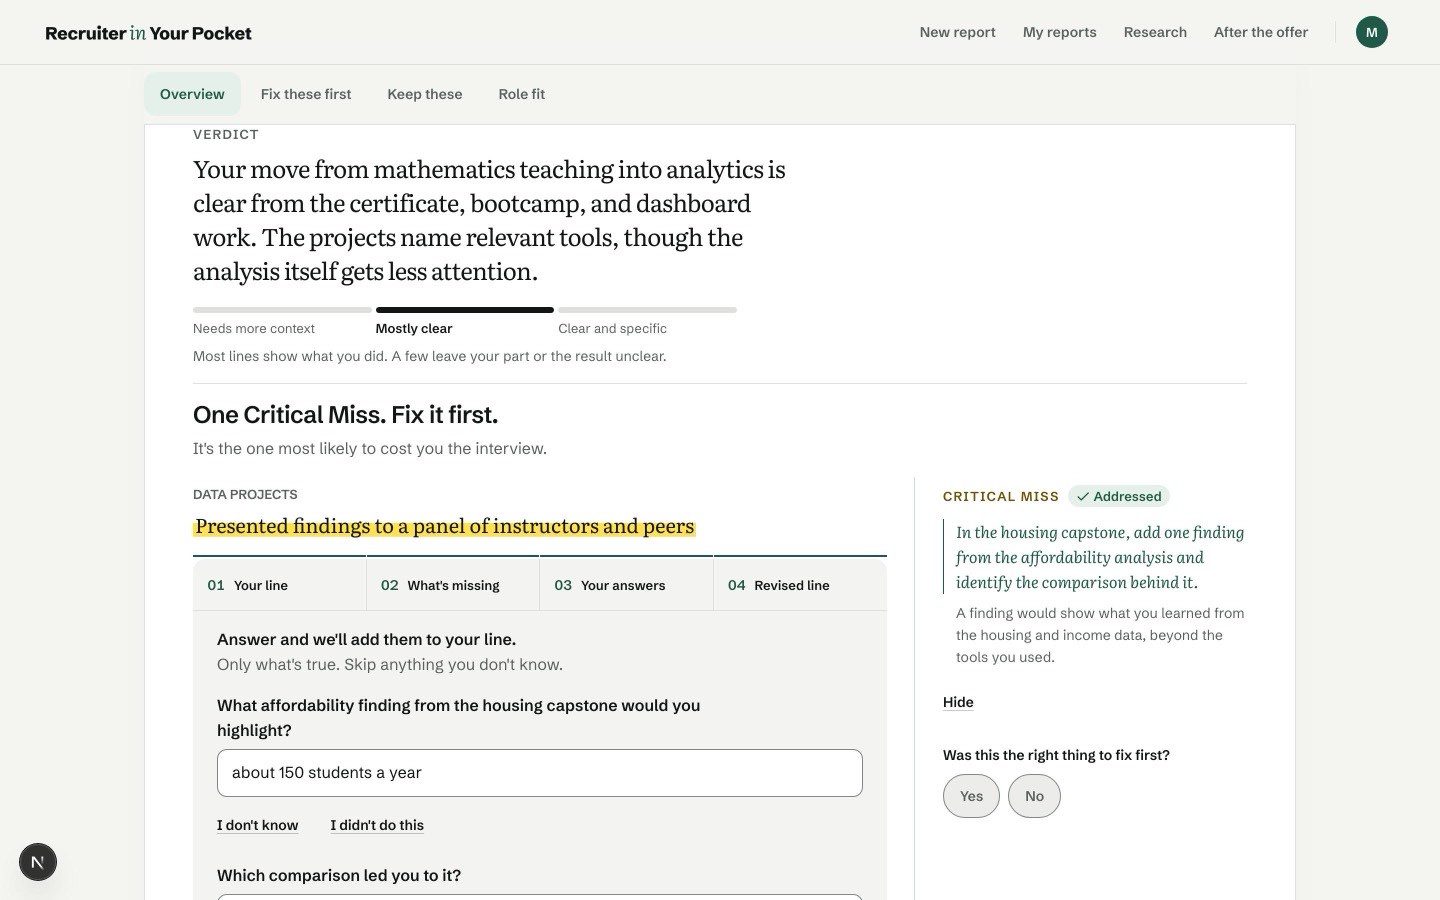 Recruiter in Your Pocket
New report
My reports
Research
After the offer
M
Overview
Fix these first
Keep these
Role fit
VERDICT
Your move from mathematics teaching into analytics is
clear from the certificate, bootcamp, and dashboard
work. The projects name relevant tools, though the
analysis itself gets less attention.
Needs more context
Mostly clear
Clear and specific
Most lines show what you did. A few leave your part or the result unclear.
One Critical Miss. Fix it first.
It's the one most likely to cost you the interview.
DATA PROJECTS
Presented findings to a panel of instructors and peers
01 Your line
02 What's missing
03 Your answers
04 Revised line
Answer and we'll add them to your line.
Only what's true. Skip anything you don't know.
What affordability finding from the housing capstone would you
highlight?
about 150 students a year
I don't know
I didn't do this
Which comparison led you to it?
CRITICAL MISS
Addressed
In the housing capstone, add one finding
from the affordability analysis and
identify the comparison behind it.
A finding would show what you learned from
the housing and income data, beyond the
tools you used.
Hide
Was this the right thing to fix first?
Yes
No
N